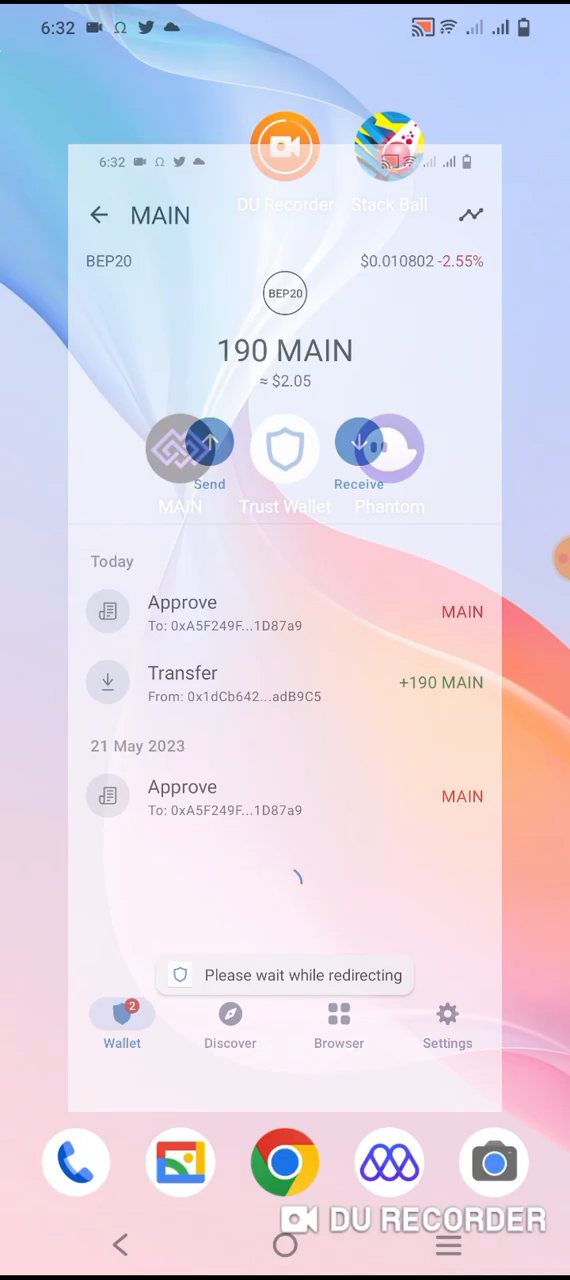 6:32
DU Recorder
Stack Ball
6:32
MAIN
BEP20
$0.010802 -2.55%
BEP20
190 MAIN
≈ $2.05
Send
Receive
MAIN
Trust Wallet
Phantom
Today
Approve
MAIN
To: 0xA5F249F...1D87a9
Transfer
+190 MAIN
From: 0x1dCb642...adB9C5
21 May 2023
Approve
MAIN
To: 0xA5F249F...1D87a9
Please wait while redirecting
2
Wallet
Discover
Browser
Settings
DU RECORDER